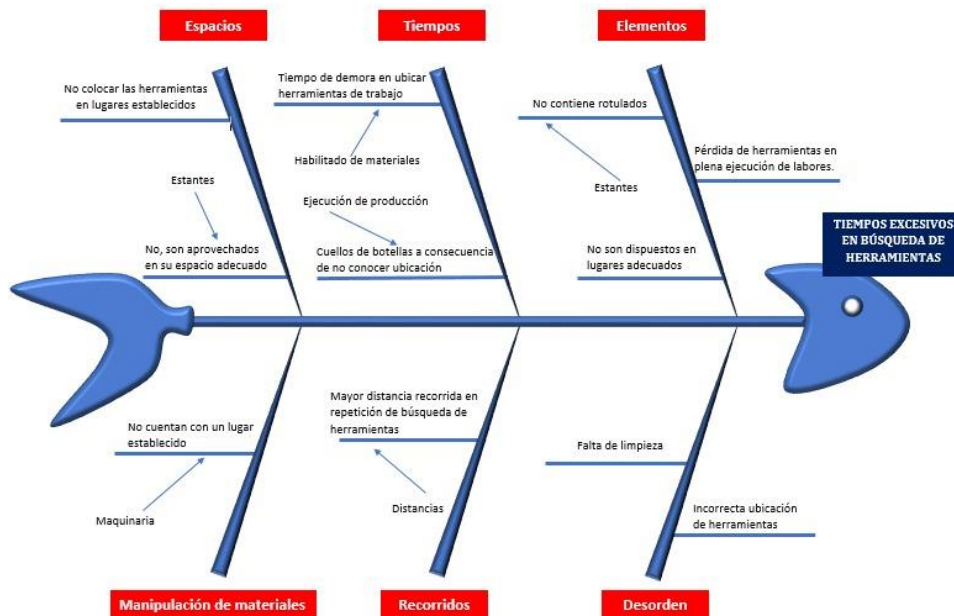 Espacios
Tiempos
Elementos
No colocar las herramientas
en lugares establecidos
Tiempo de demora en ubicar
herramientas de trabajo
No contiene rotulados
Habilitado de materiales
Pérdida de herramientas en
plena ejecución de labores.
Estantes
Estantes
Ejecución de producción
TIEMPOS EXCESIVOS
EN BÚSQUEDA DE
HERRAMIENTAS
No, son aprovechados
en su espacio adecuado
Cuellos de botellas a consecuencia
de no conocer ubicación
No son dispuestos en
lugares adecuados
Mayor distancia recorrida en
repetición de búsqueda de
herramientas
No cuentan con un lugar
establecido
Falta de limpieza
Maquinaria
Distancias
Incorrecta ubicación
de herramientas
Manipulación de materiales
Recorridos
Desorden